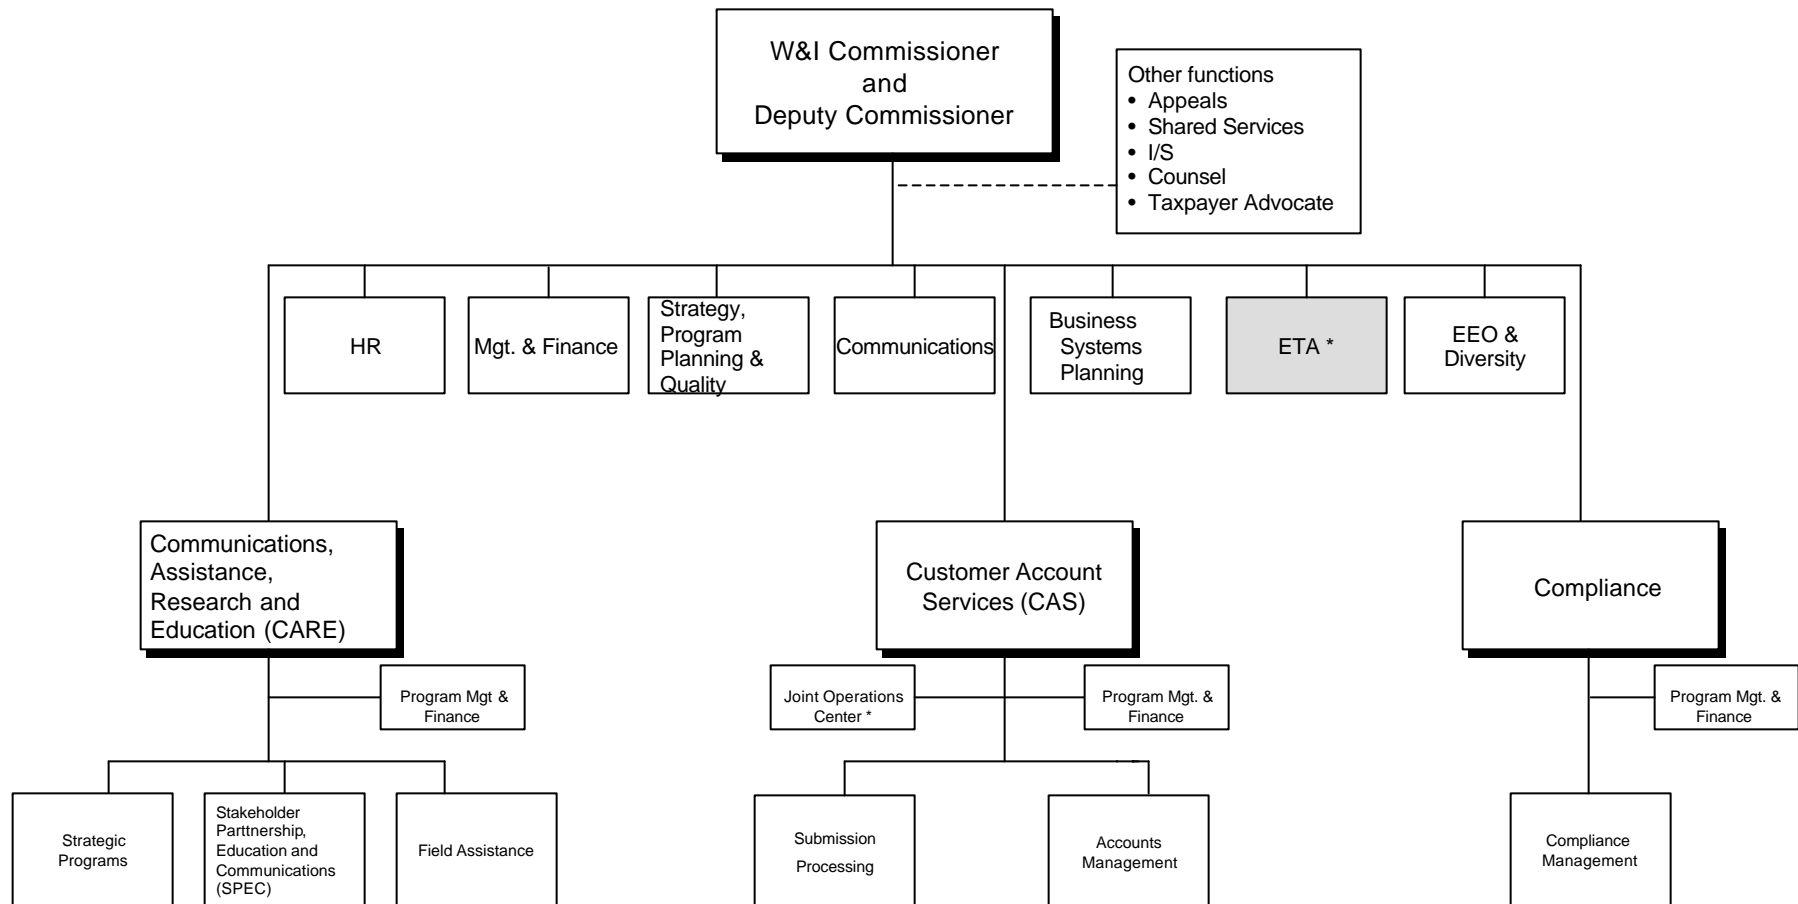 W&I Commissioner
and
Deputy Commissioner
Other functions
• Appeals
• Shared Services
• I/S
• Counsel
• Taxpayer Advocate
HR
Mgt. & Finance
Strategy,
Program
Planning &
Quality
Communications
Business
Systems
Planning
ETA *
EEO &
Diversity
Communications,
Assistance,
Research and
Education (CARE)
Customer Account
Services (CAS)
Compliance
Program Mgt &
Finance
Joint Operations
Center *
Program Mgt. &
Finance
Program Mgt. &
Finance
Strategic
Programs
Stakeholder
Parttnership,
Education and
Communications
(SPEC)
Field Assistance
Submission
Processing
Accounts
Management
Compliance
Management